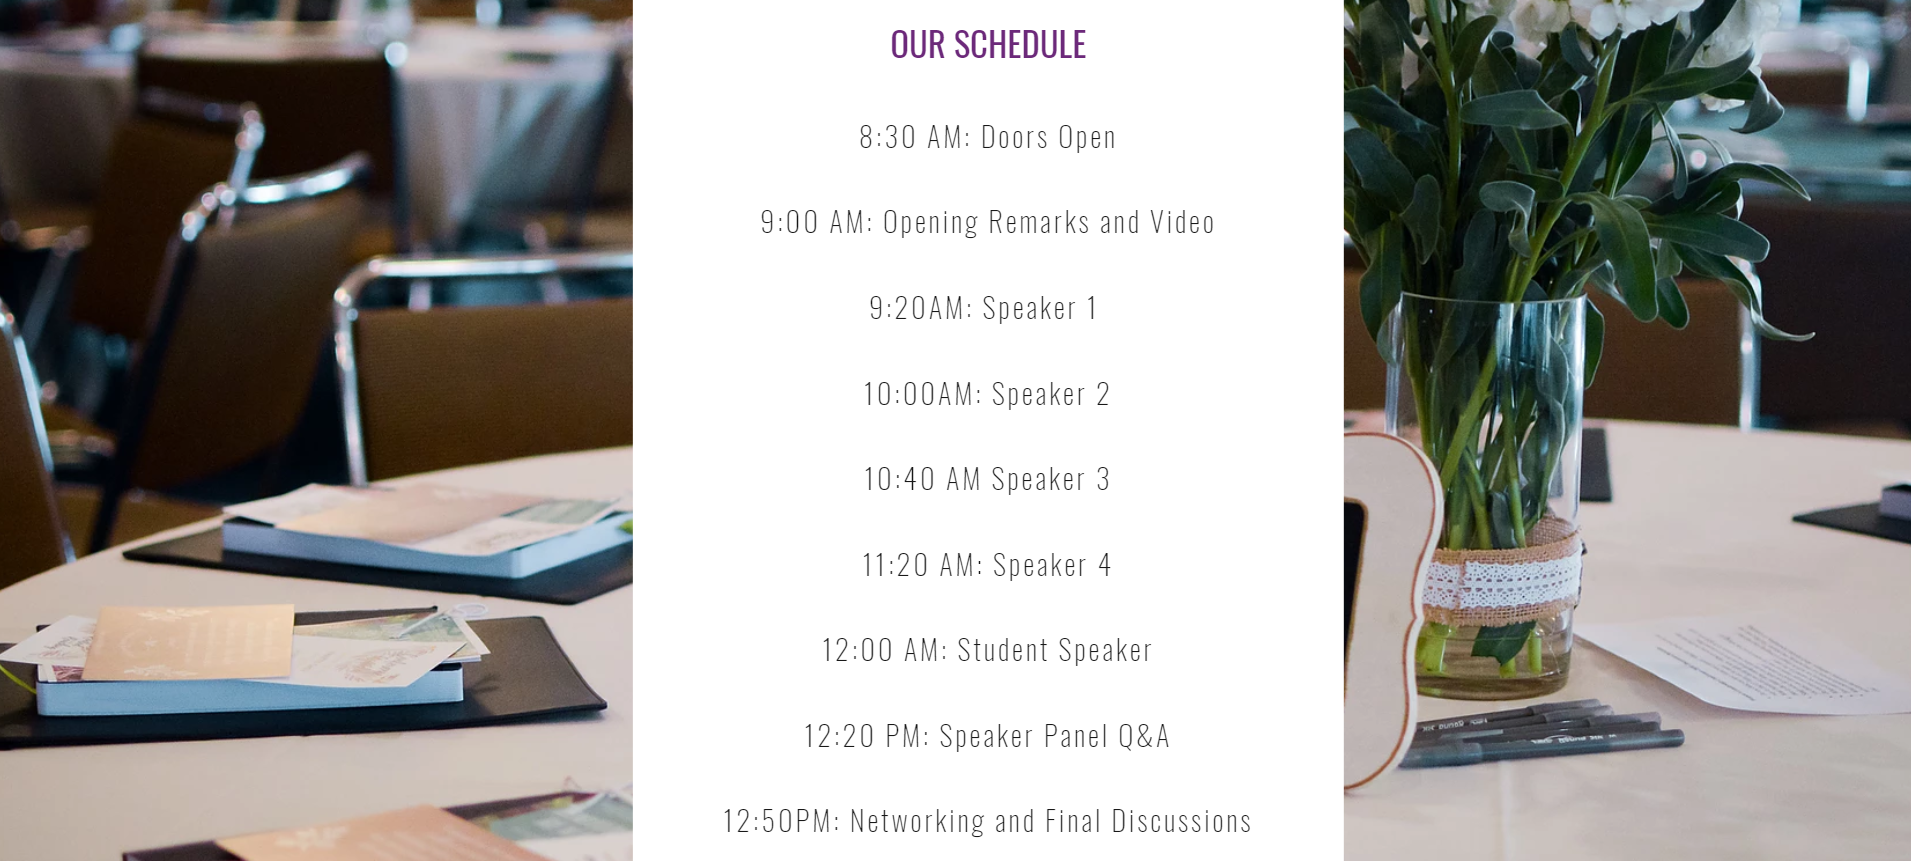 OUR SCHEDULE
8:30 AM: Doors Open
9:00 AM: Opening Remarks and Video
9:20AM: Speaker 1
10:00AM: Speaker 2
10:40 AM Speaker 3
11:20 AM: Speaker 4
12:00 AM: Student Speaker
12:20 PM: Speaker Panel Q&A
12:50PM: Networking and Final Discussions